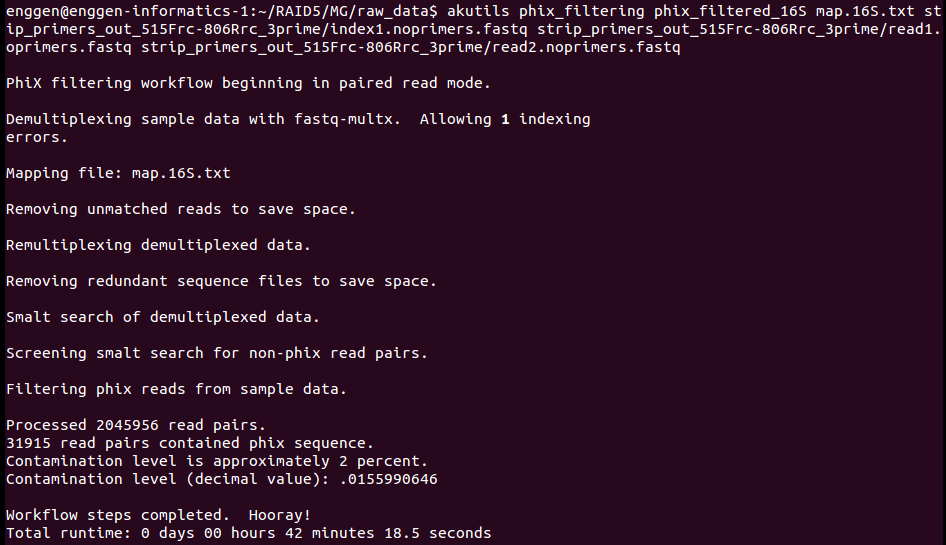 enggen@enggen-informatics-1:~/RAID5/MG/raw_data$ akutils phix_filtering phix_filtered_16S map.16S.txt st
rip_primers_out_515Frc-806Rrc_3prime/index1.noprimers.fastq strip_primers_out_515Frc-806Rrc_3prime/read1.
noprimers.fastq strip_primers_out_515Frc-806Rrc_3prime/read2.noprimers.fastq
PhiX filtering workflow beginning in paired read mode.
Demultiplexing sample data with fastq-multx.  Allowing 1 indexing
errors.
Mapping file: map.16S.txt
Removing unmatched reads to save space.
Remultiplexing demultiplexed data.
Removing redundant sequence files to save space.
Smalt search of demultiplexed data.
Screening smalt search for non-phix read pairs.
Filtering phix reads from sample data.
Processed 2045956 read pairs.
31915 read pairs contained phix sequence.
Contamination level is approximately 2 percent.
Contamination level (decimal value): .0155990646
Workflow steps completed.  Hooray!
Total runtime: 0 days 00 hours 42 minutes 18.5 seconds